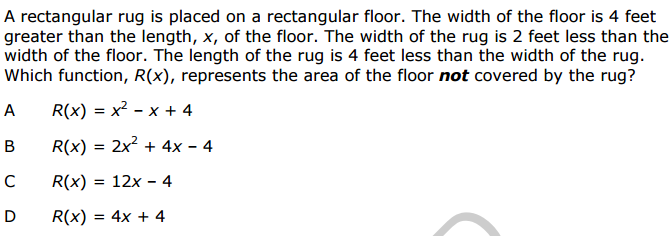 A rectangular rug is placed on a rectangular floor. The width of the floor is 4 feet
greater than the length, x, of the floor. The width of the rug is 2 feet less than the
width of the floor. The length of the rug is 4 feet less than the width of the rug.
Which function, R(x), represents the area of the floor not covered by the rug?
A R(x) = x² – x + 4
B R(x) = 2x² + 4x – 4
C R(x) = 12x – 4
D R(x) = 4x + 4